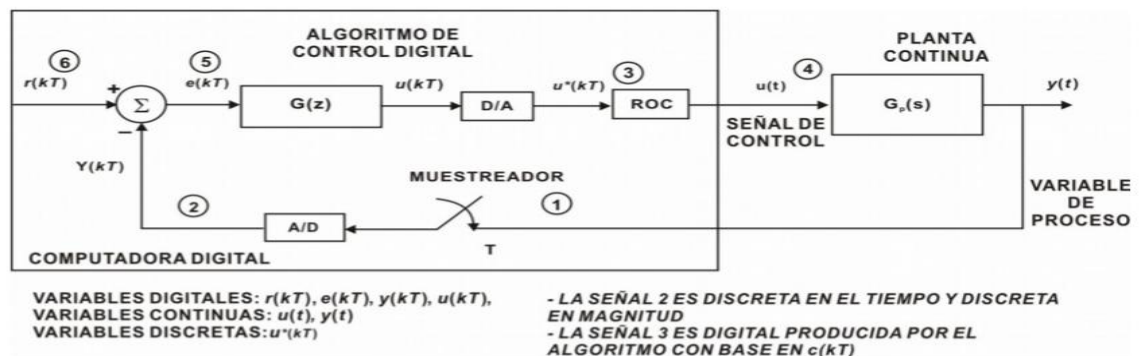 ALGORITMO DE
CONTROL DIGITAL
PLANTA
CONTINUA
6
r(kT)
+
Σ
−
5
e(kT)
G(z)
u(kT)
D/A
u*(kT)
3
ROC
u(t)
4
SEÑAL DE
CONTROL
Gₚ(s)
y(t)
Y(kT)
MUESTREADOR
VARIABLE
DE
PROCESO
2
A/D
1
T
COMPUTADORA DIGITAL
VARIABLES DIGITALES: r(kT), e(kT), y(kT), u(kT),
VARIABLES CONTINUAS: u(t), y(t)
VARIABLES DISCRETAS:u*(kT)
- LA SEÑAL 2 ES DISCRETA EN EL TIEMPO Y DISCRETA
EN MAGNITUD
- LA SEÑAL 3 ES DIGITAL PRODUCIDA POR EL
ALGORITMO CON BASE EN c(kT)